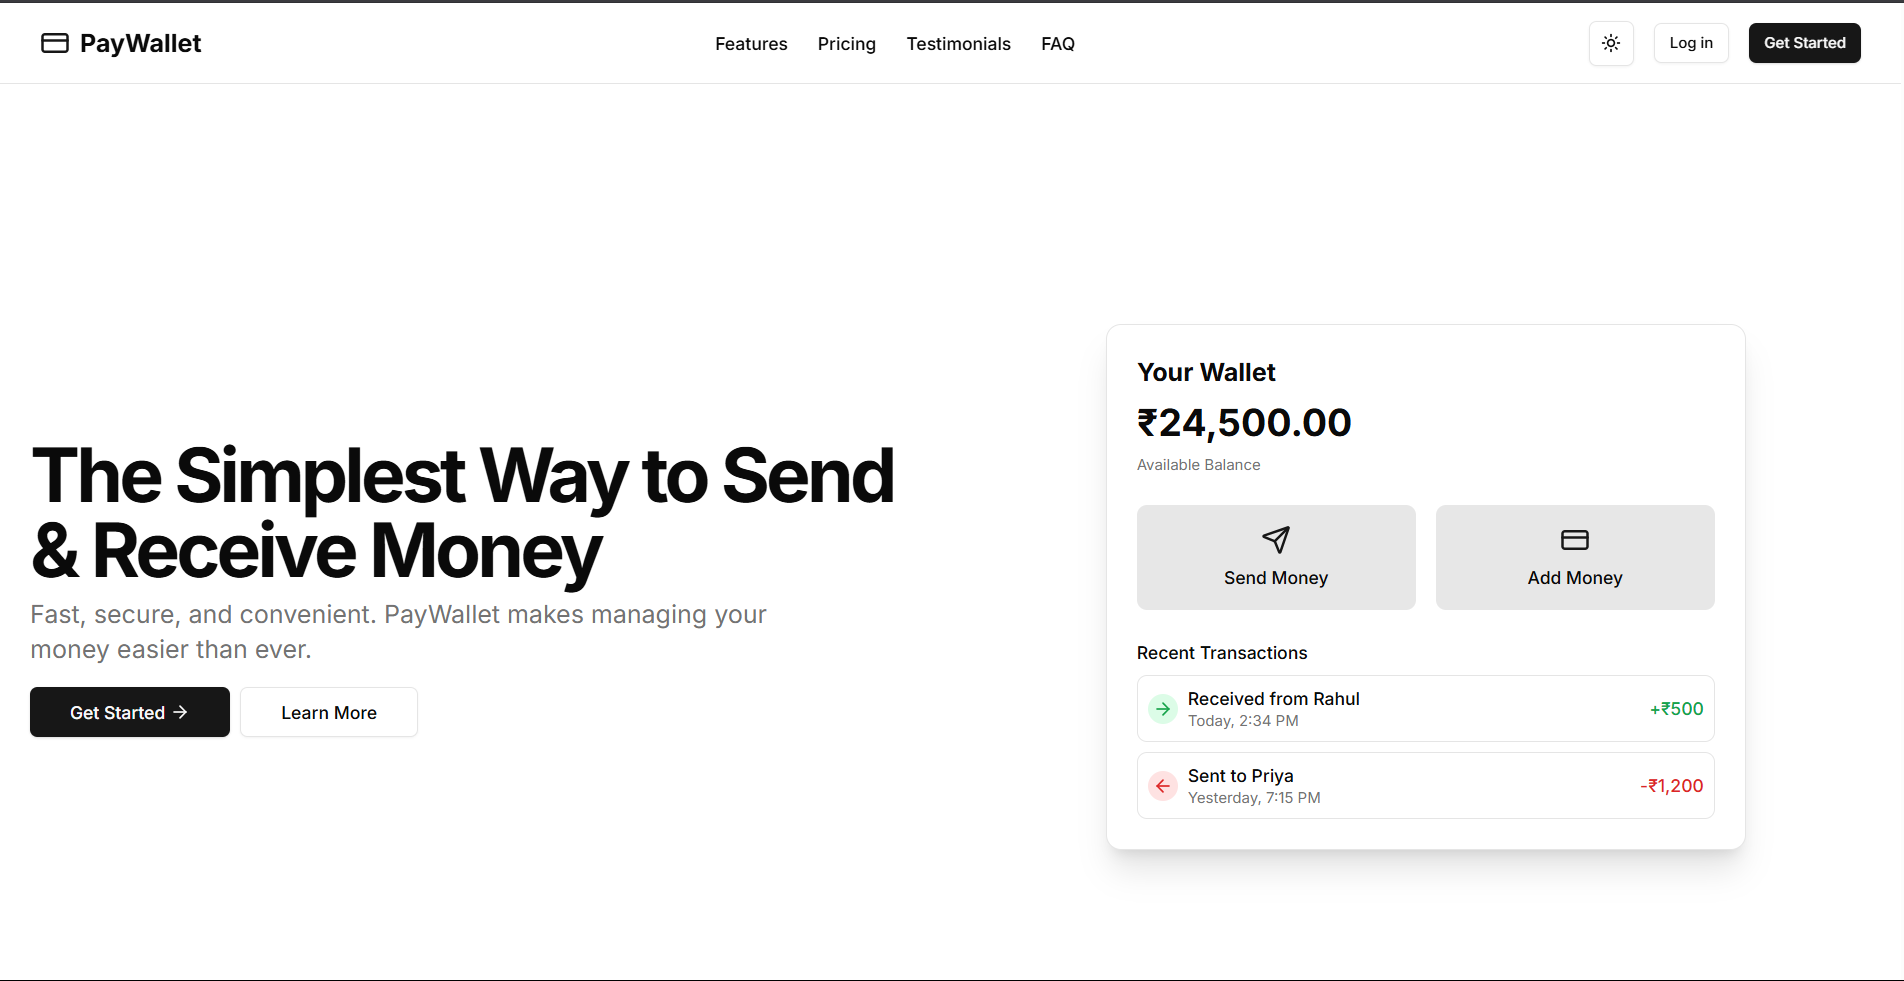 PayWallet
Features
Pricing
Testimonials
FAQ
Log in
Get Started
The Simplest Way to Send
& Receive Money
Fast, secure, and convenient. PayWallet makes managing your
money easier than ever.
Get Started →
Learn More
Your Wallet
₹24,500.00
Available Balance
Send Money
Add Money
Recent Transactions
Received from Rahul
Today, 2:34 PM
+₹500
Sent to Priya
Yesterday, 7:15 PM
-₹1,200